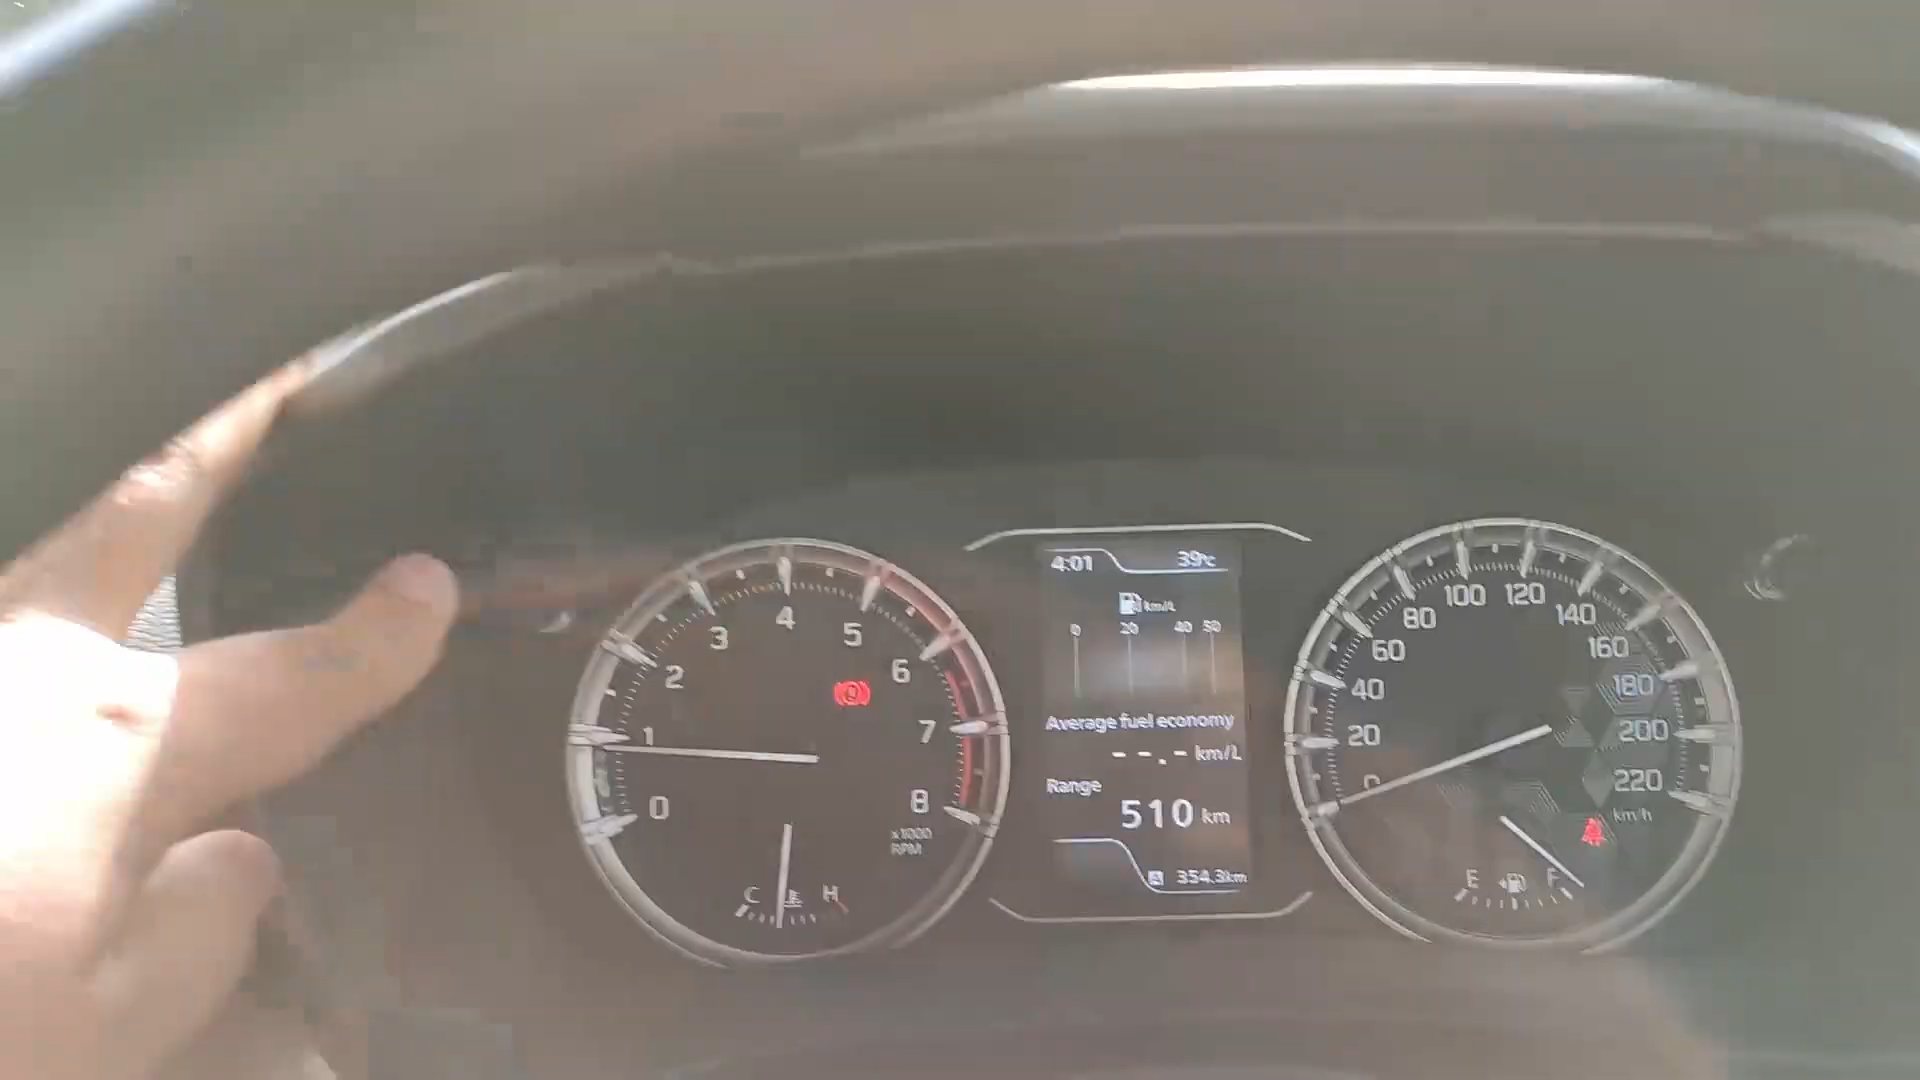 0
1
2
3
4
5
6
7
8
x1000
RPM
C
H
4:01
39°C
km/L
0 20 40 50
Average fuel economy
--.- km/L
Range
510 km
A 354.3km
0
20
40
60
80
100
120
140
160
180
200
220
km/h
E
F